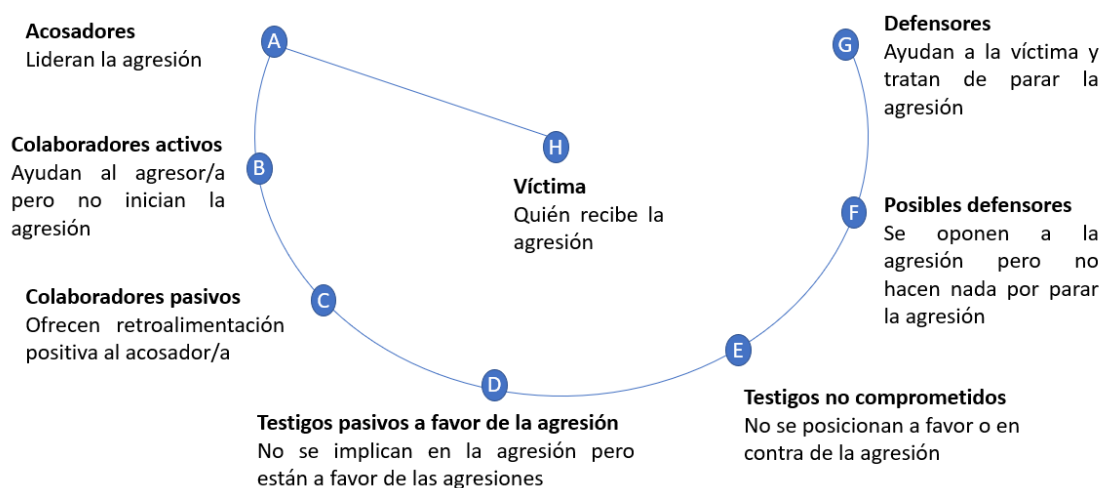 A
Acosadores
Lideran la agresión
B
Colaboradores activos
Ayudan al agresor/a
pero no inician la
agresión
C
Colaboradores pasivos
Ofrecen retroalimentación
positiva al acosador/a
D
Testigos pasivos a favor de la agresión
No se implican en la agresión pero
están a favor de las agresiones
E
Testigos no comprometidos
No se posicionan a favor o en
contra de la agresión
F
Posibles defensores
Se oponen a la
agresión pero no
hacen nada por parar
la agresión
G
Defensores
Ayudan a la víctima y
tratan de parar la
agresión
H
Víctima
Quién recibe la
agresión